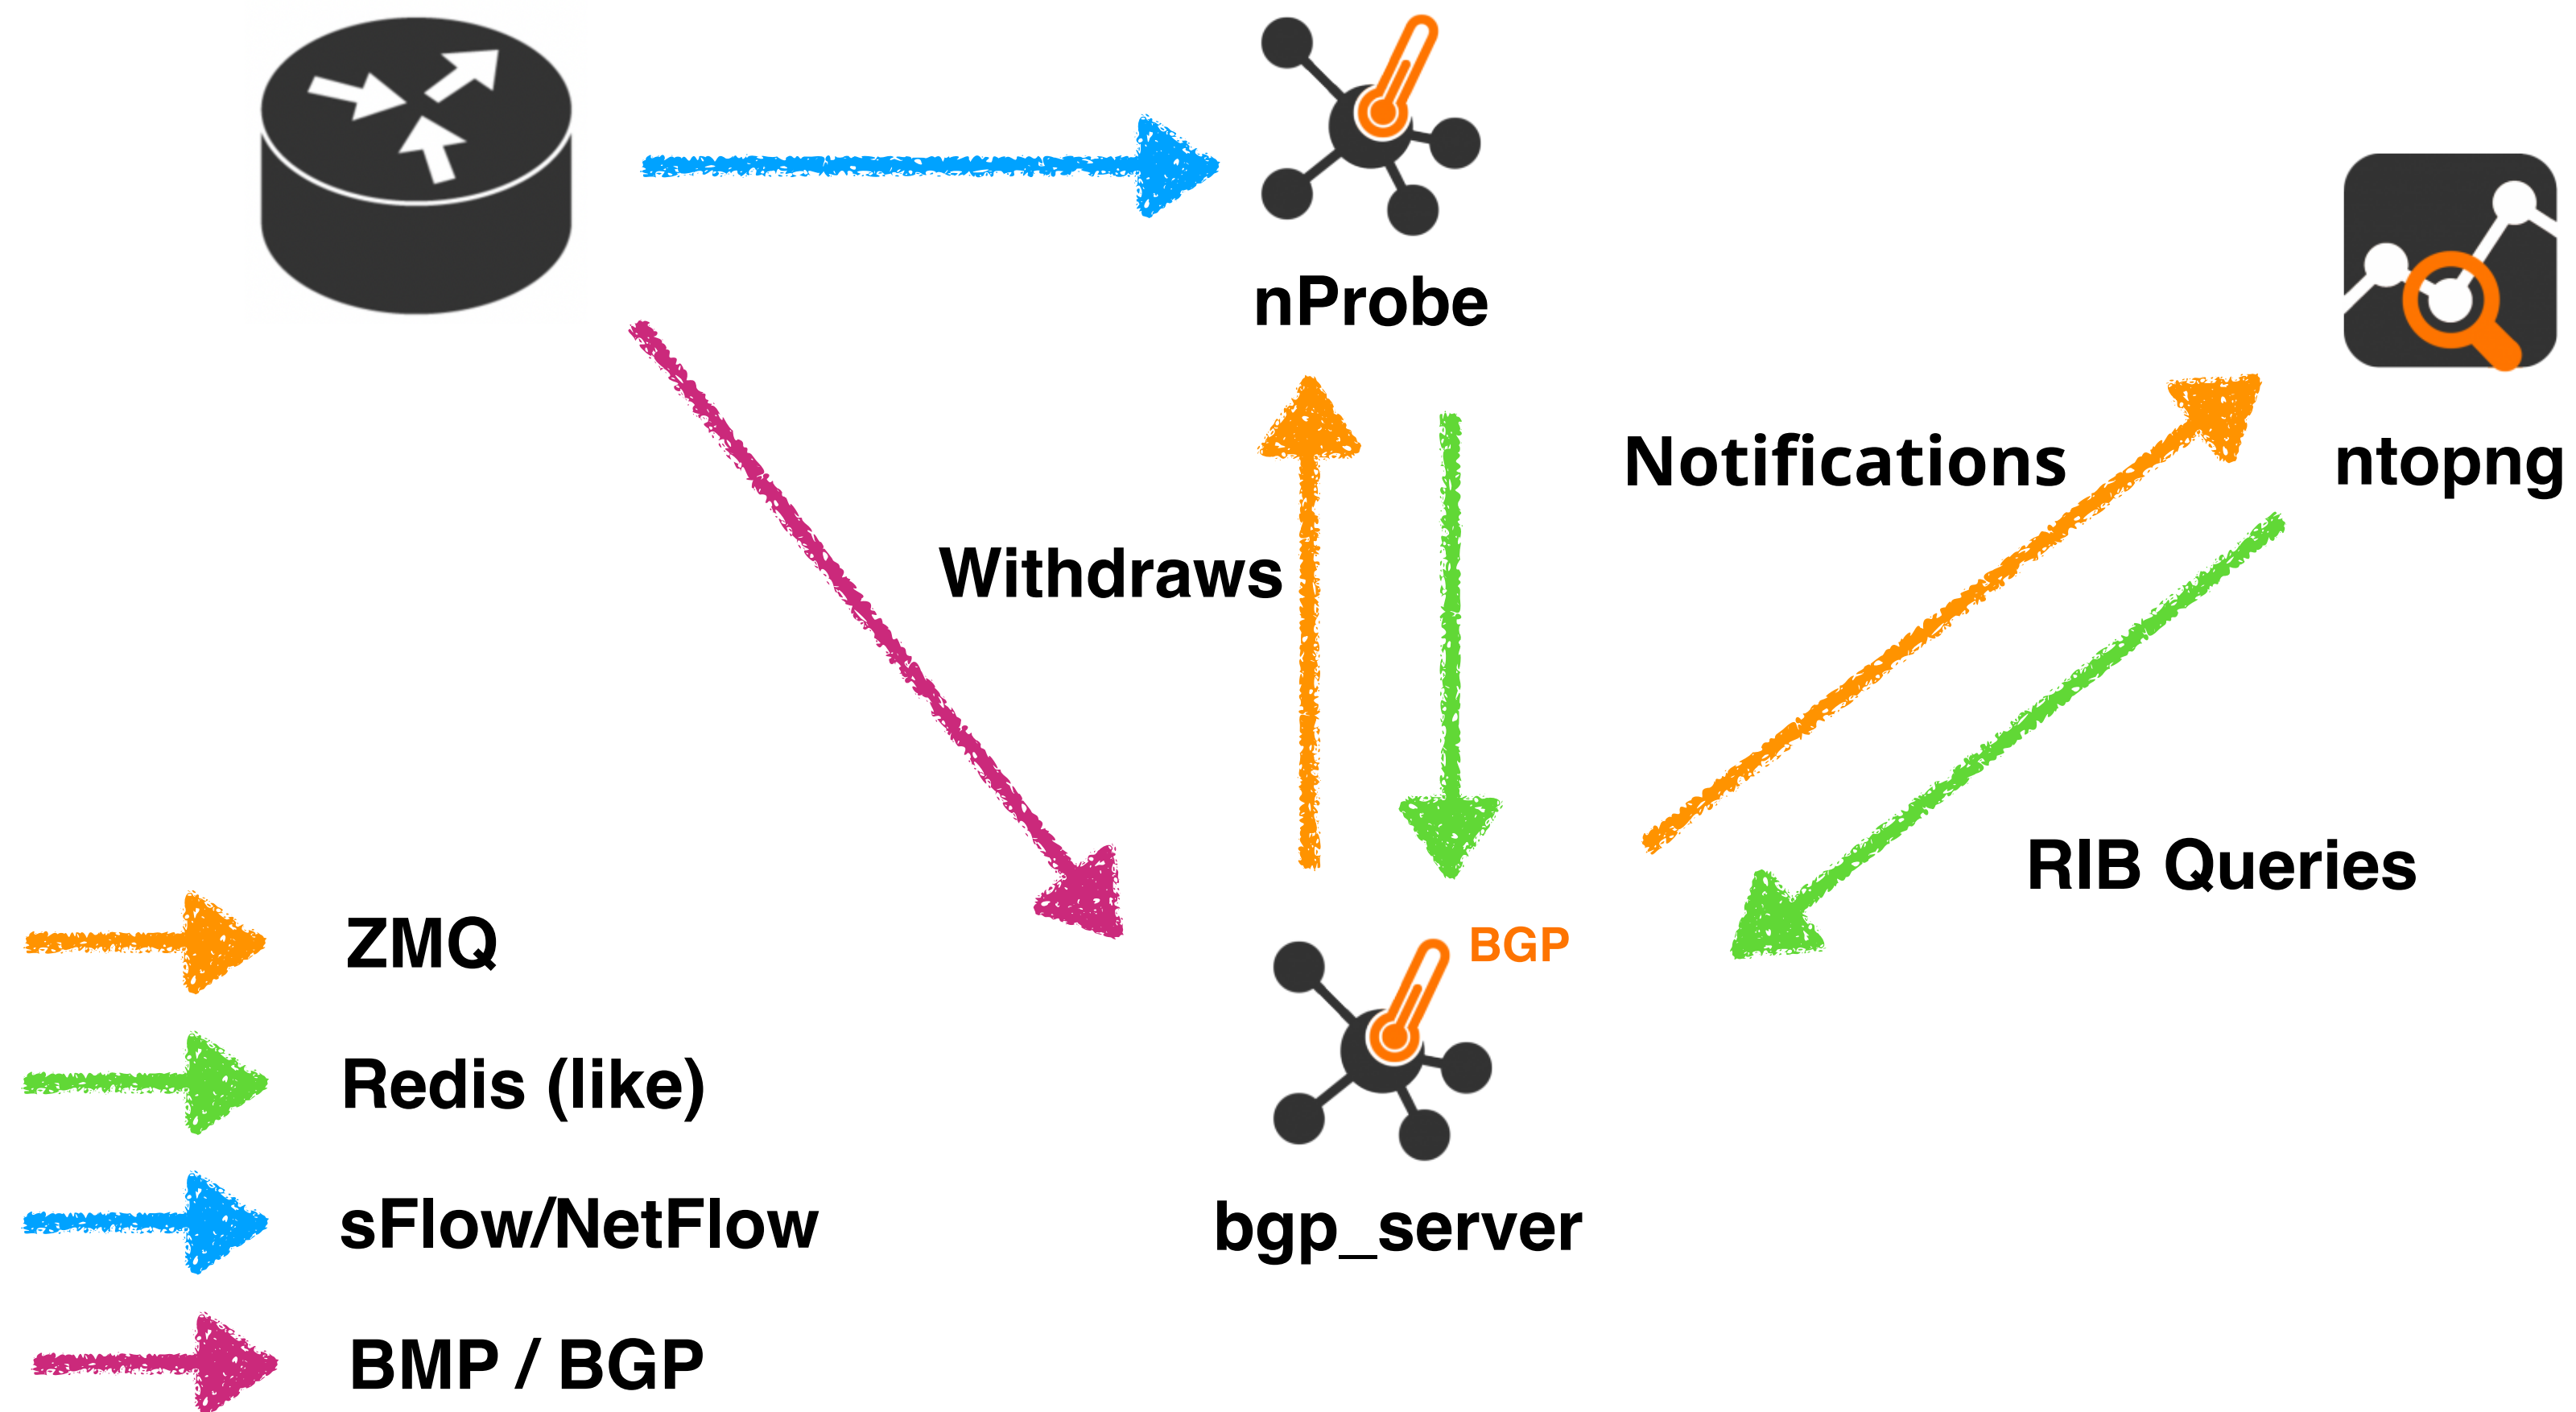 nProbe
ntopng
Notifications
Withdraws
RIB Queries
BGP
bgp_server
ZMQ
Redis (like)
sFlow/NetFlow
BMP / BGP